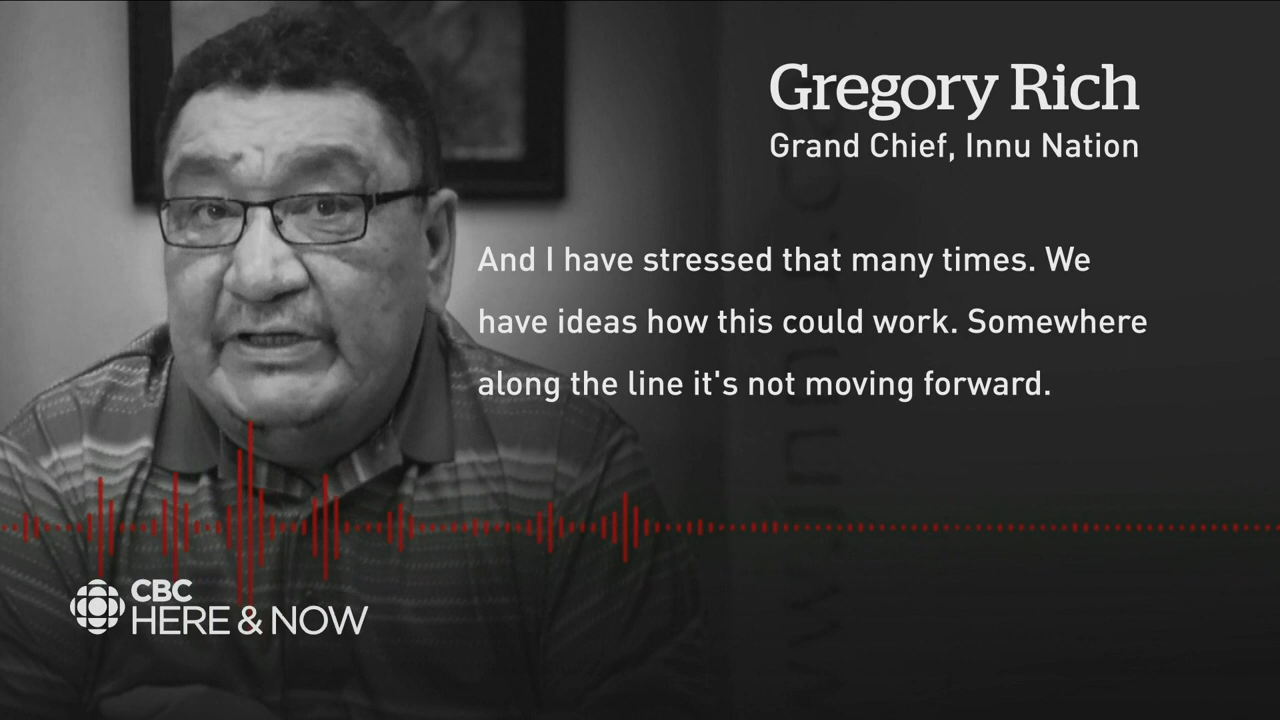 Gregory Rich
Grand Chief, Innu Nation
And I have stressed that many times. We
have ideas how this could work. Somewhere
along the line it's not moving forward.
CBC
HERE & NOW